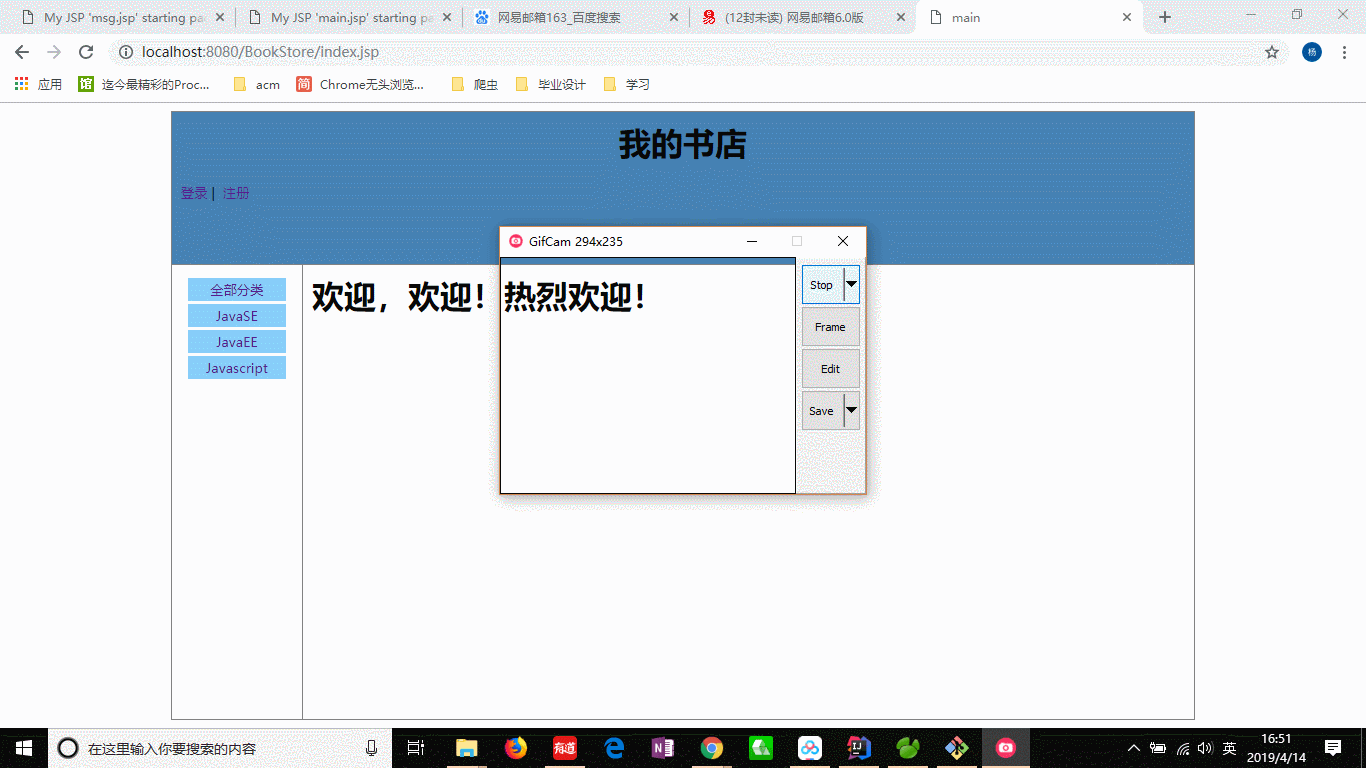 My JSP 'msg.jsp' starting pa
My JSP 'main.jsp' starting pa
网易邮箱163_百度搜索
(12封未读) 网易邮箱6.0版
main
localhost:8080/BookStore/index.jsp
杨
应用
馆
迄今最精彩的Proc...
acm
简
Chrome无头浏览...
爬虫
毕业设计
学习
我的书店
登录 | 注册
GifCam 294x235
全部分类
JavaSE
JavaEE
Javascript
欢迎，欢迎！热烈欢迎！
Stop
Frame
Edit
Save
在这里输入你要搜索的内容
有道
英
16:51
2019/4/14